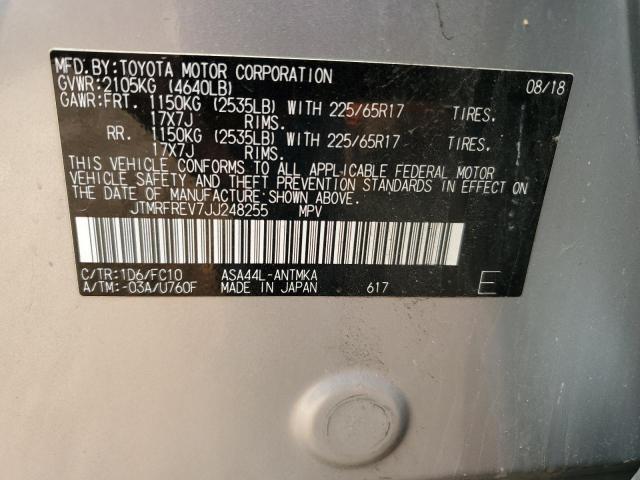 MFD.BY:TOYOTA MOTOR CORPORATION 08/18
GVWR:2105KG (4640LB)
GAWR:FRT. 1150KG (2535LB) WITH 225/65R17 TIRES.
17X7J RIMS.
RR. 1150KG (2535LB) WITH 225/65R17 TIRES.
17X7J RIMS.
THIS VEHICLE CONFORMS TO ALL APPLICABLE FEDERAL MOTOR
VEHICLE SAFETY AND THEFT PREVENTION STANDARDS IN EFFECT ON
THE DATE OF MANUFACTURE SHOWN ABOVE.
JTMRFREV7JJ248255 MPV
C/TR:1D6/FC10 ASA44L-ANTMKA
A/TM:-03A/U760F MADE IN JAPAN 617 E